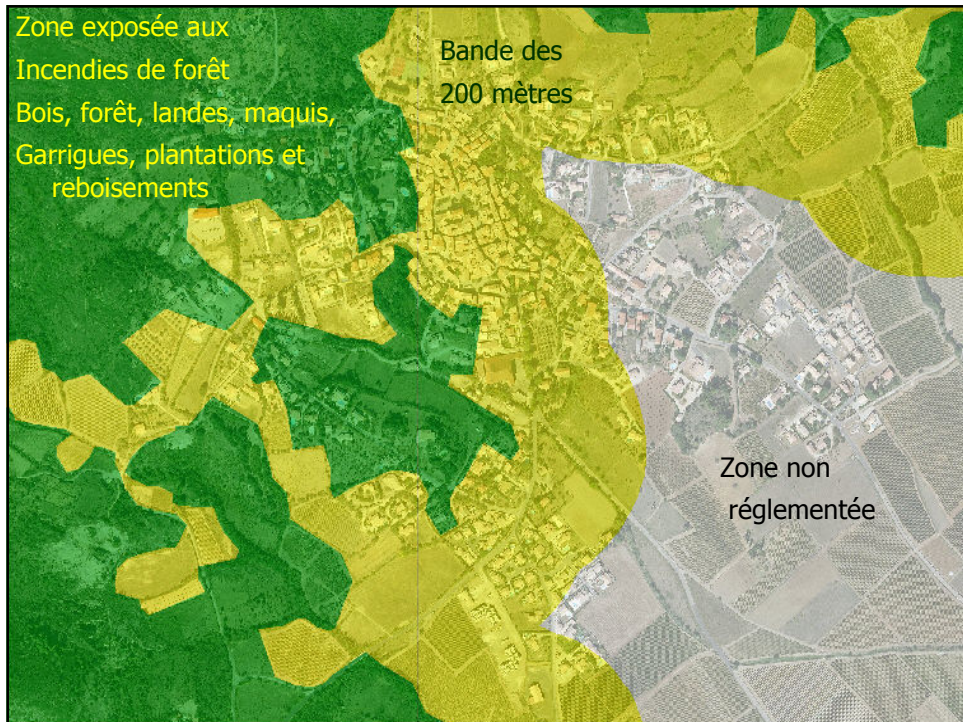 Zone exposée aux
Incendies de forêt
Bois, forêt, landes, maquis,
Garrigues, plantations et
reboisements
Bande des
200 mètres
Zone non
réglementée